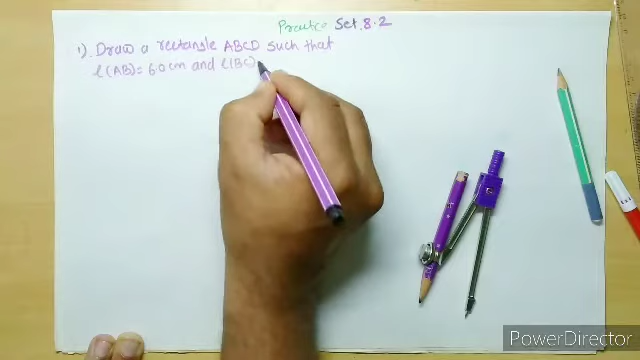 Practice Set 8.2
1). Draw a rectangle ABCD such that
l(AB)= 6.0 cm and l(BC)
PowerDirector